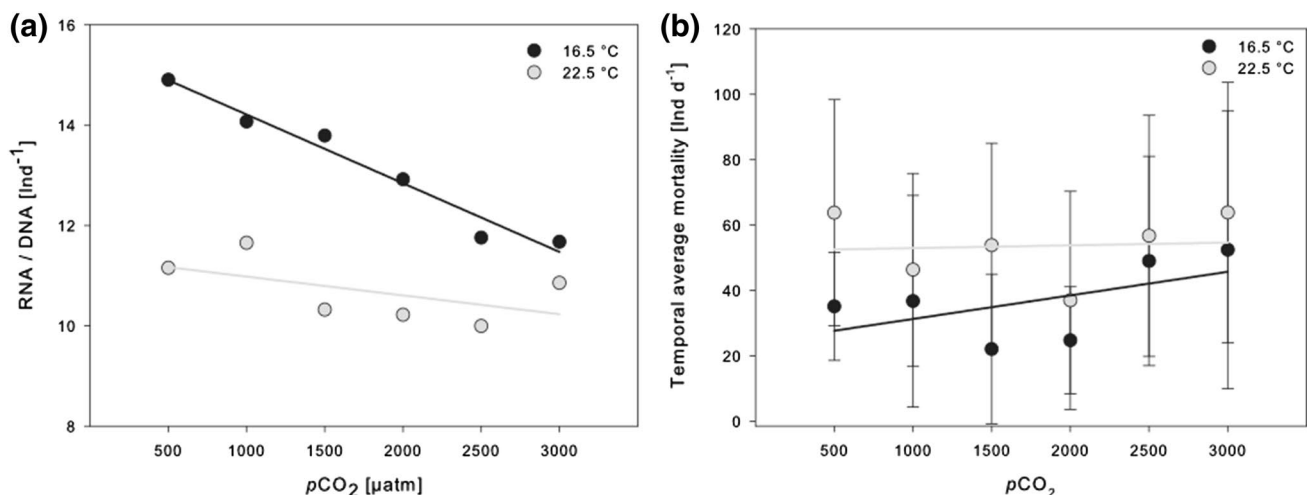 (a)
16
14
12
10
8
RNA / DNA [Ind-1]
16.5 °C
22.5 °C
500 1000 1500 2000 2500 3000
pCO2 [µatm]
(b)
120
100
80
60
40
20
0
Temporal average mortality [Ind d-1]
16.5 °C
22.5 °C
500 1000 1500 2000 2500 3000
pCO2